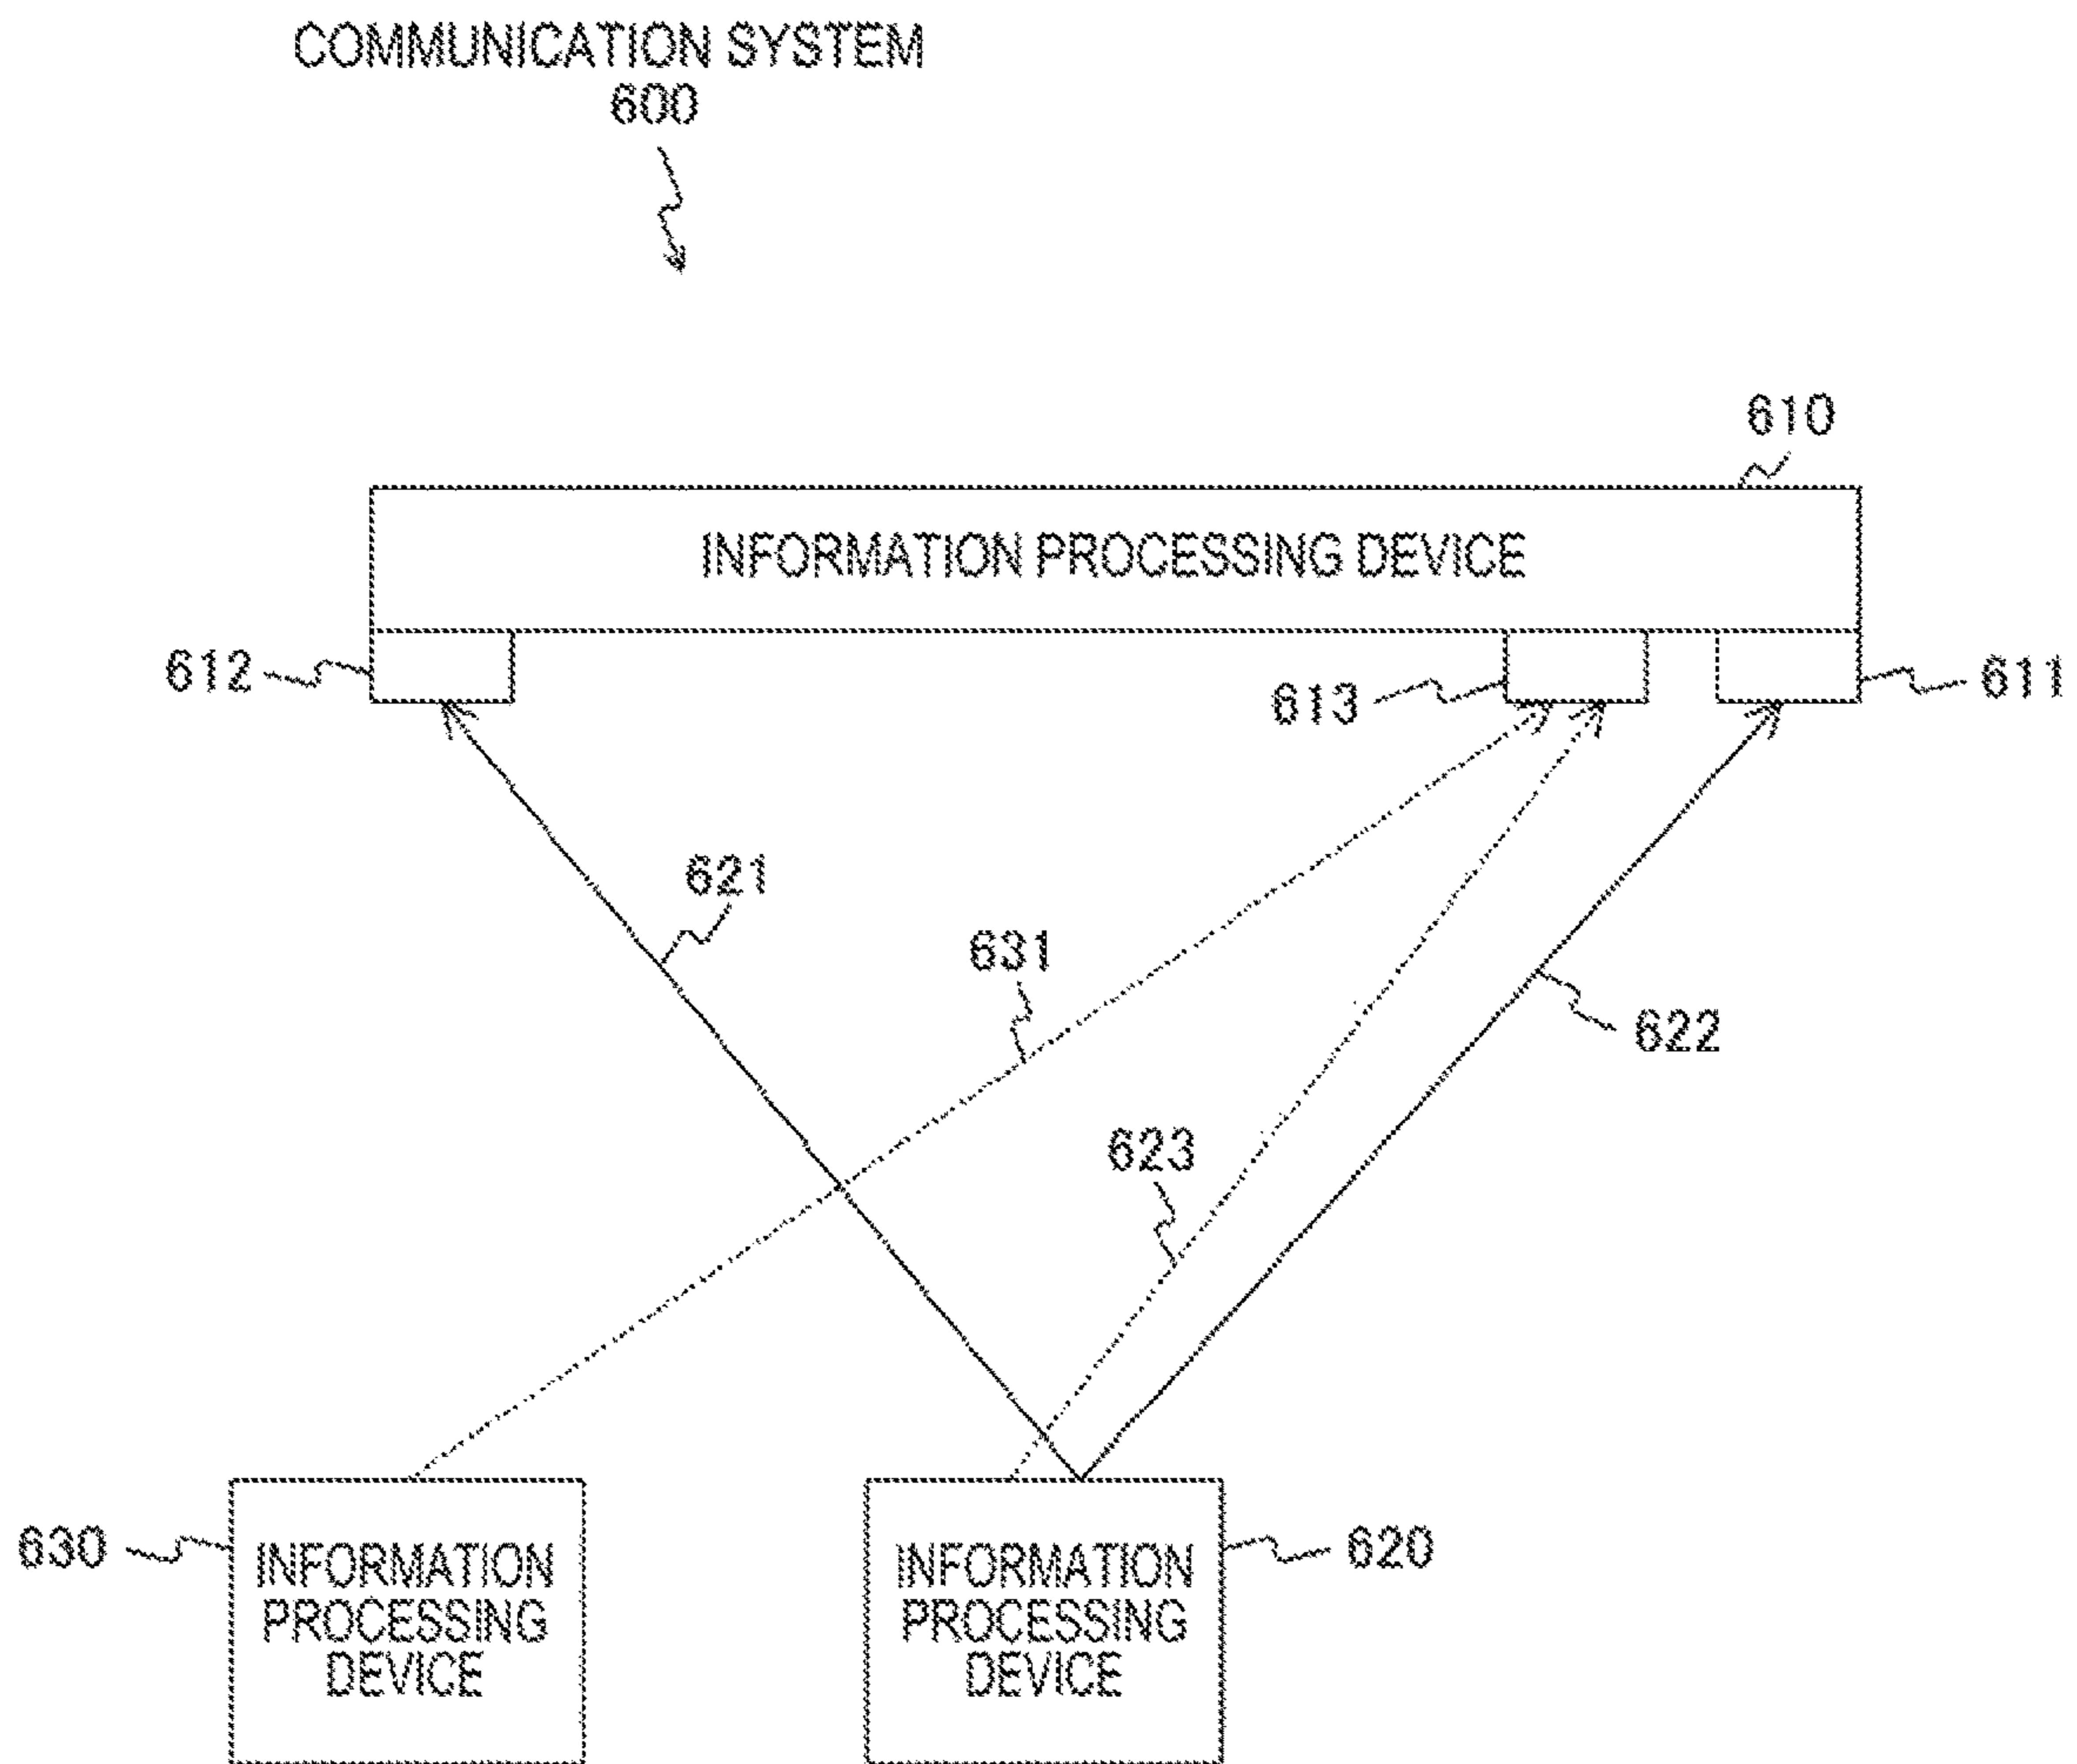 COMMUNICATION SYSTEM
600
610
INFORMATION PROCESSING DEVICE
612
613
611
621
631
622
623
630
INFORMATION
PROCESSING
DEVICE
INFORMATION
PROCESSING
DEVICE
620